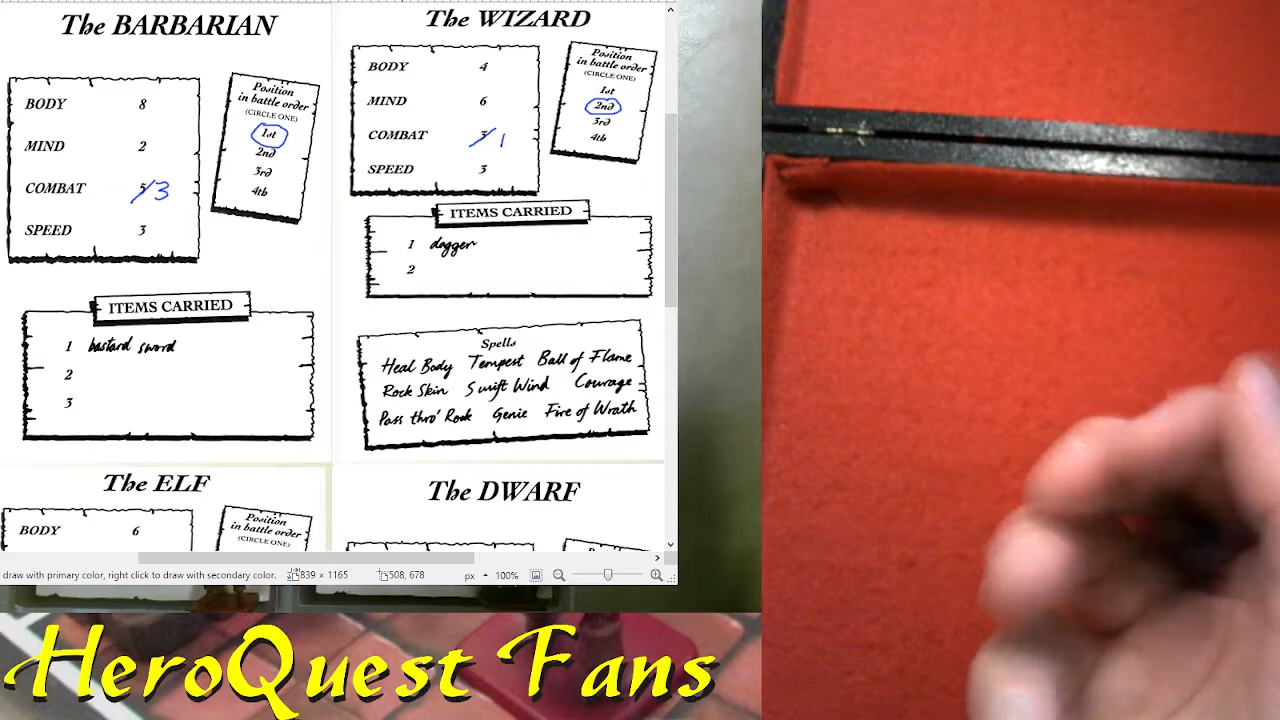 The BARBARIAN
BODY 8
MIND 2
COMBAT 5 3
SPEED 3
Position
in battle order
(CIRCLE ONE)
1st
2nd
3rd
4th
ITEMS CARRIED
1 bastard sword
2
3
The WIZARD
BODY 4
MIND 6
COMBAT 3 1
SPEED 3
Position
in battle order
(CIRCLE ONE)
1st
2nd
3rd
4th
ITEMS CARRIED
1 dagger
2
Spells
Heal Body Tempest Ball of Flame
Rock Skin Swift Wind Courage
Pass thro' Rock Genie Fire of Wrath
The ELF
BODY 6
Position
in battle order
(CIRCLE ONE)
The DWARF
draw with primary color, right click to draw with secondary color.
839 × 1165
508, 678
px
100%
HeroQuest Fans